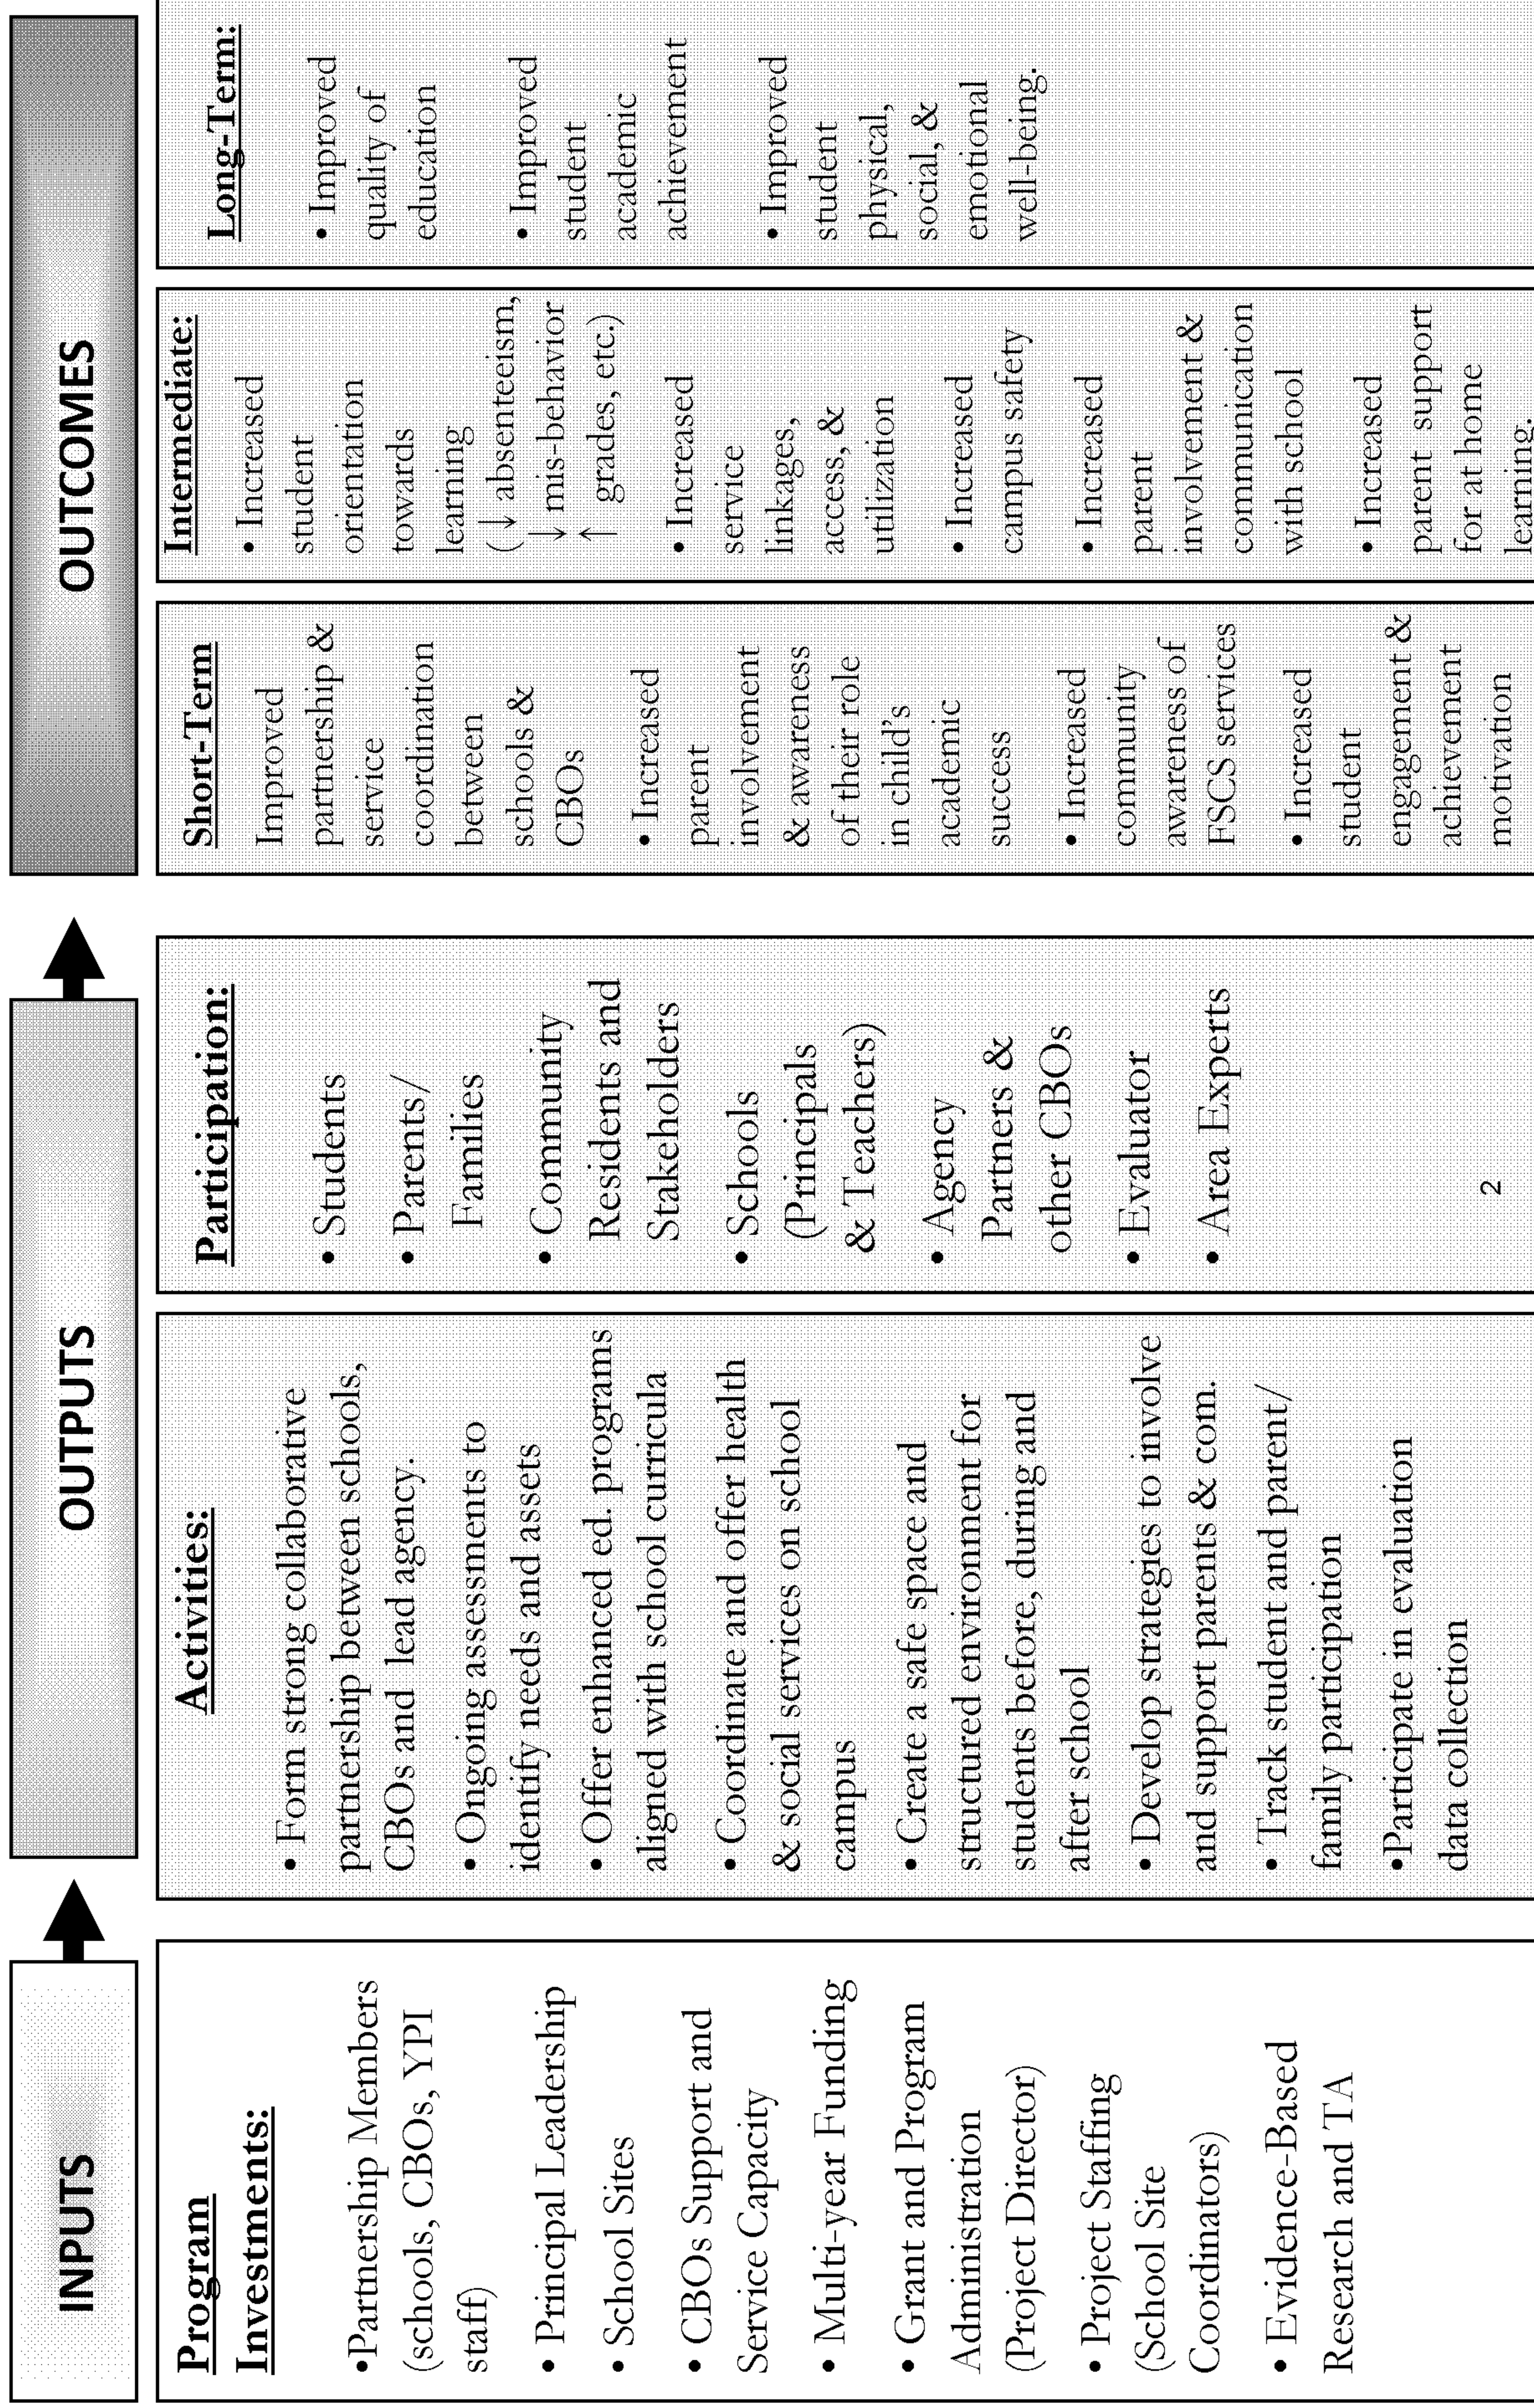 INPUTS
OUTPUTS
OUTCOMES
Program
Investments:
•Partnership Members
(schools, CBOs, YPI
staff)
• Principal Leadership
• School Sites
• CBOs Support and
Service Capacity
• Multi-year Funding
• Grant and Program
Administration
(Project Director)
• Project Staffing
(School Site
Coordinators)
• Evidence-Based
Research and TA
Activities:
• Form strong collaborative
partnership between schools,
CBOs and lead agency.
• Ongoing assessments to
identify needs and assets
• Offer enhanced ed. programs
aligned with school curricula
• Coordinate and offer health
& social services on school
campus
• Create a safe space and
structured environment for
students before, during and
after school
• Develop strategies to involve
and support parents & com.
• Track student and parent/
family participation
•Participate in evaluation
data collection
Participation:
• Students
• Parents/
Families
• Community
Residents and
Stakeholders
• Schools
(Principals
& Teachers)
• Agency
Partners &
other CBOs
• Evaluator
• Area Experts
2
Short-Term
Improved
partnership &
service
coordination
between
schools &
CBOs
• Increased
parent
involvement
& awareness
of their role
in child's
academic
success
• Increased
community
awareness of
FSCS services
• Increased
student
engagement &
achievement
motivation
Intermediate:
• Increased
student
orientation
towards
learning
(↓ absenteeism,
↓ mis-behavior
↑ grades, etc.)
• Increased
service
linkages,
access, &
utilization
• Increased
campus safety
• Increased
parent
involvement &
communication
with school
• Increased
parent support
for at home
learning.
Long-Term:
• Improved
quality of
education
• Improved
student
academic
achievement
• Improved
student
physical,
social, &
emotional
well-being.